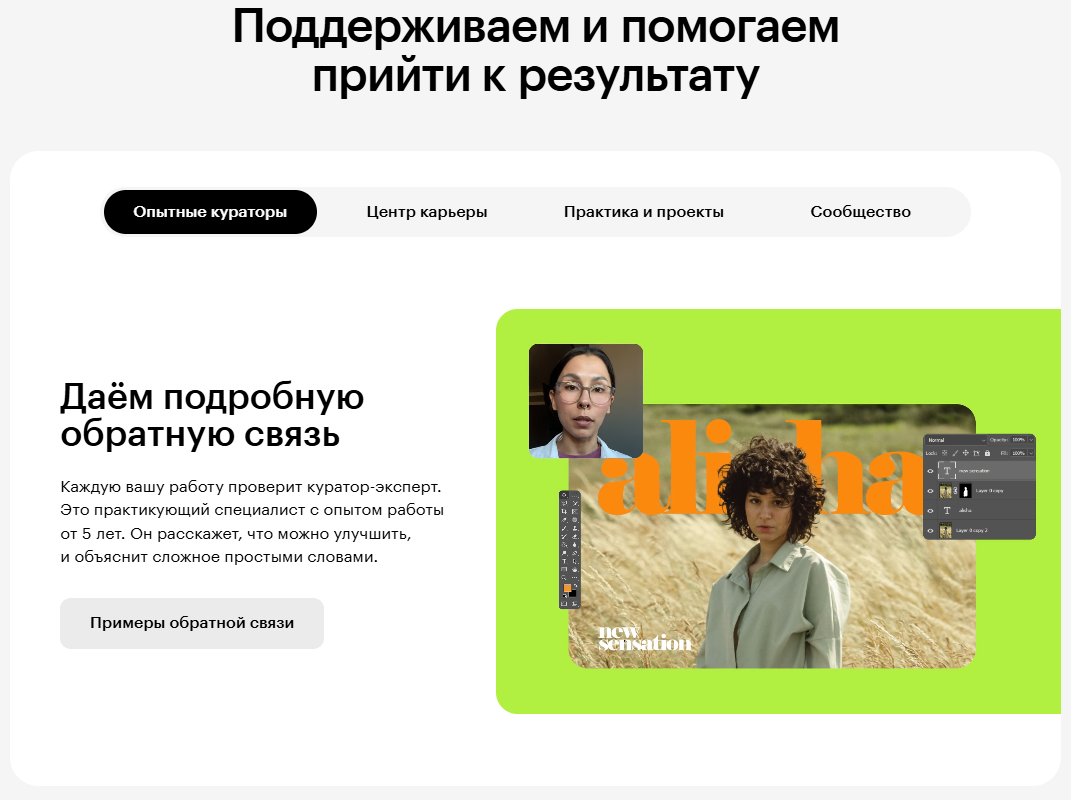 Поддерживаем и помогаем
прийти к результату
Опытные кураторы
Центр карьеры
Практика и проекты
Сообщество
Даём подробную
обратную связь
Каждую вашу работу проверит куратор-эксперт.
Это практикующий специалист с опытом работы
от 5 лет. Он расскажет, что можно улучшить,
и объяснит сложное простыми словами.
Примеры обратной связи
alisha
new
sensation
Normal
Opacity: 100%
Lock:
Fill: 100%
new sensation
Layer 0 copy
alisha
Layer 0 copy 2